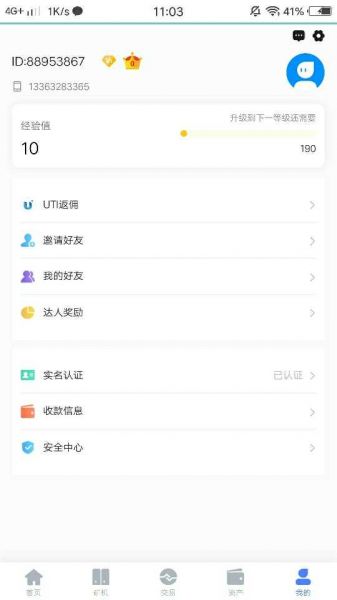 4G+ 1K/s 11:03 41%
ID:88953867 0
13363283365
经验值 升级到下一等级还需要
10 190
UTI返佣
邀请好友
我的好友
达人奖励
实名认证 已认证
收款信息
安全中心
首页 矿机 交易 资产 我的